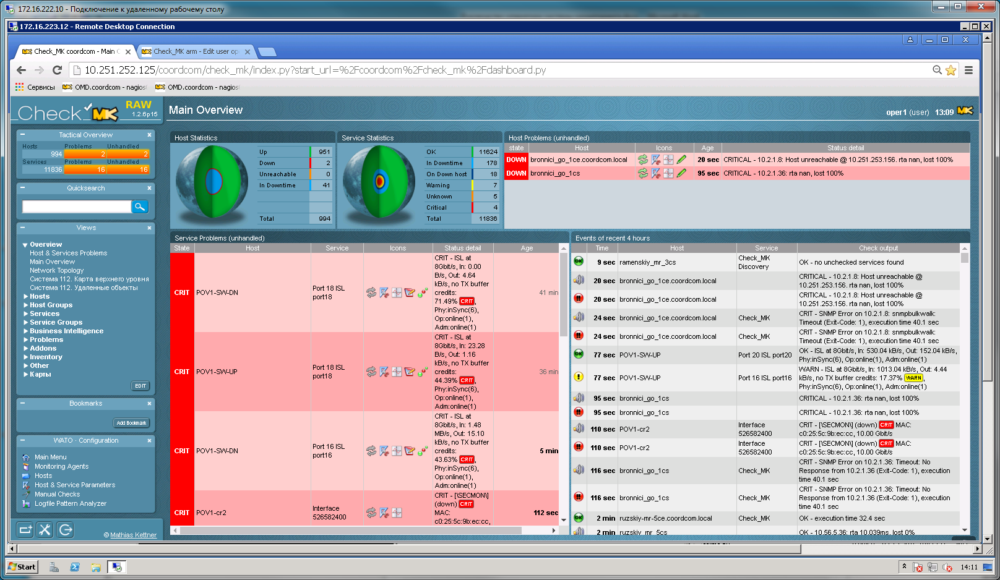 172.16.222.10 - Подключение к удаленному рабочему столу
172.16.223.12 - Remote Desktop Connection
Check_MK coordcom - Main C
Check_MK arm - Edit user op
10.251.252.125/coordcom/check_mk/index.py?start_url=%2Fcoordcom%2Fcheck_mk%2Fdashboard.py
Сервисы
OMD.coordcom - nagios
OMD.coordcom - nagios
Check MK
RAW
1.2.6p15
Main Overview
oper1 (user) 13:09
Tactical Overview
Hosts Problems Unhandled
994 2 2
Services Problems Unhandled
11836 16 16
Quicksearch
Views
Overview
Host & Services Problems
Main Overview
Network Topology
Система 112. Карта верхнего уровня
Система 112. Удаленные объекты
Hosts
Host Groups
Services
Service Groups
Business Intelligence
Problems
Addons
Inventory
Other
Карты
EDIT
Bookmarks
Add Bookmark
WATO · Configuration
Main Menu
Monitoring Agents
Hosts
Host & Service Parameters
Manual Checks
Logfile Pattern Analyzer
© Mathias Kettner
Host Statistics
Up 951
Down 2
Unreachable 0
In Downtime 41
Total 994
Service Statistics
OK 11624
In Downtime 178
On Down host 18
Warning 7
Unknown 5
Critical 4
Total 11836
Host Problems (unhandled)
state Host Icons Age Status detail
DOWN bronnici_go_1ce.coordcom.local 20 sec CRITICAL - 10.2.1.8: Host unreachable @ 10.251.253.156. rta nan, lost 100%
DOWN bronnici_go_1cs 95 sec CRITICAL - 10.2.1.36: rta nan, lost 100%
Service Problems (unhandled)
State Host Service Icons Status detail Age
CRIT POV1-SW-DN Port 18 ISL
port18
CRIT - ISL at
8Gbit/s, In: 0.00
B/s, Out: 4.64
kB/s, no TX buffer
credits:
71.49% CRIT,
Phy:inSync(6),
Op:online(1),
Adm:online(1)
41 min
CRIT POV1-SW-UP Port 18 ISL
port18
CRIT - ISL at
8Gbit/s, In: 23.28
B/s, Out: 1.16
kB/s, no TX buffer
credits:
44.39% CRIT,
Phy:inSync(6),
Op:online(1),
Adm:online(1)
36 min
CRIT POV1-SW-DN Port 16 ISL
port16
CRIT - ISL at
8Gbit/s, In: 1.48
MB/s, Out: 15.10
kB/s, no TX buffer
credits:
43.63% CRIT,
Phy:inSync(6),
Op:online(1),
Adm:online(1)
5 min
CRIT POV1-cr2 Interface
526582400
CRIT - [\SECMON\]
(down) CRIT
MAC:
c0:25:5c:9b:ec:cc,
112 sec
Events of recent 4 hours
Time Host Service Check output
9 sec ramenskiy_mr_3cs Check_MK
Discovery
OK - no unchecked services found
20 sec bronnici_go_1ce.coordcom.local CRITICAL - 10.2.1.8: Host unreachable @
10.251.253.156. rta nan, lost 100%
20 sec bronnici_go_1ce.coordcom.local CRITICAL - 10.2.1.8: Host unreachable @
10.251.253.156. rta nan, lost 100%
24 sec bronnici_go_1ce.coordcom.local Check_MK CRIT - SNMP Error on 10.2.1.8: snmpbulkwalk:
Timeout (Exit-Code: 1), execution time 40.1 sec
24 sec bronnici_go_1ce.coordcom.local Check_MK CRIT - SNMP Error on 10.2.1.8: snmpbulkwalk:
Timeout (Exit-Code: 1), execution time 40.1 sec
77 sec POV1-SW-UP Port 20 ISL port20 OK - ISL at 8Gbit/s, In: 530.04 kB/s, Out: 152.04 kB/s,
Phy:inSync(6), Op:online(1), Adm:online(1)
77 sec POV1-SW-UP Port 16 ISL port16 WARN - ISL at 8Gbit/s, In: 1013.04 kB/s, Out: 4.44
kB/s, no TX buffer credits: 17.37% WARN,
Phy:inSync(6), Op:online(1), Adm:online(1)
95 sec bronnici_go_1cs CRITICAL - 10.2.1.36: rta nan, lost 100%
95 sec bronnici_go_1cs CRITICAL - 10.2.1.36: rta nan, lost 100%
110 sec POV1-cr2 Interface
526582400
CRIT - [\SECMON\] (down) CRIT MAC:
c0:25:5c:9b:ec:cc, 10.00 Gbit/s
110 sec POV1-cr2 Interface
526582400
CRIT - [\SECMON\] (down) CRIT MAC:
c0:25:5c:9b:ec:cc, 10.00 Gbit/s
116 sec bronnici_go_1cs Check_MK CRIT - SNMP Error on 10.2.1.36: Timeout: No
Response from 10.2.1.36 (Exit-Code: 1), execution
time 40.1 sec
116 sec bronnici_go_1cs Check_MK CRIT - SNMP Error on 10.2.1.36: Timeout: No
Response from 10.2.1.36 (Exit-Code: 1), execution
time 40.1 sec
2 min ruzskiy-mr-5ce.coordcom.local Check_MK OK - execution time 32.4 sec
2 min ruzskiy_mr_5cs OK - 10.56.5.36: rta 10.039ms, lost 0%
Start
14:11